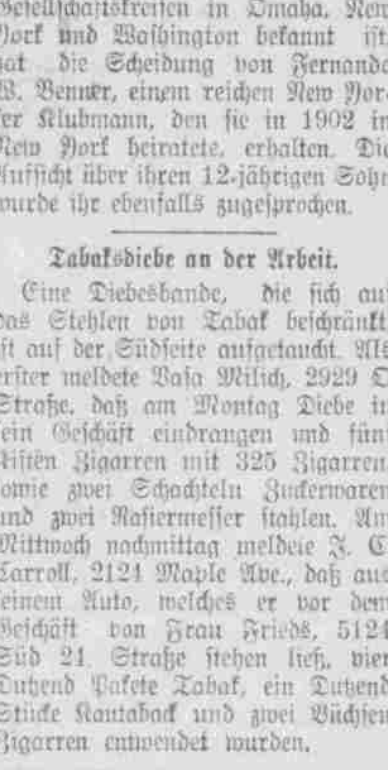 Gesellschaftskreisen in Omaha, New
York und Washington bekannt ist,
hat die Scheidung von Fernando
W. Benner, einem reichen New Yor-
ker Klubmann, den sie in 1902 in
New York heiratete, erhalten. Die
Aufsicht über ihren 12-jährigen Sohn
wurde ihr ebenfalls zugesprochen.
Tabaksdiebe an der Arbeit.
Eine Diebesbande, die sich auf
das Stehlen von Tabak beschränkt,
ist auf der Südseite aufgetaucht. Als
erster meldete Vasa Milich, 2929 Q
Straße, daß am Montag Diebe in
sein Geschäft eindrangen und fünf
Kisten Zigarren mit 325 Zigarren,
sowie zwei Schachteln Zuckerwaren
und zwei Rasiermesser stahlen. Am
Mittwoch nachmittag meldete J. C.
Carroll, 2124 Maple Ave., daß aus
seinem Auto, welches er vor dem
Geschäft von Frau Frieds, 5124
Süd 21. Straße stehen ließ, vier
Dutzend Pakete Tabak, ein Dutzend
Stücke Kautaback und zwei Büchsen
Zigarren entwendet wurden.